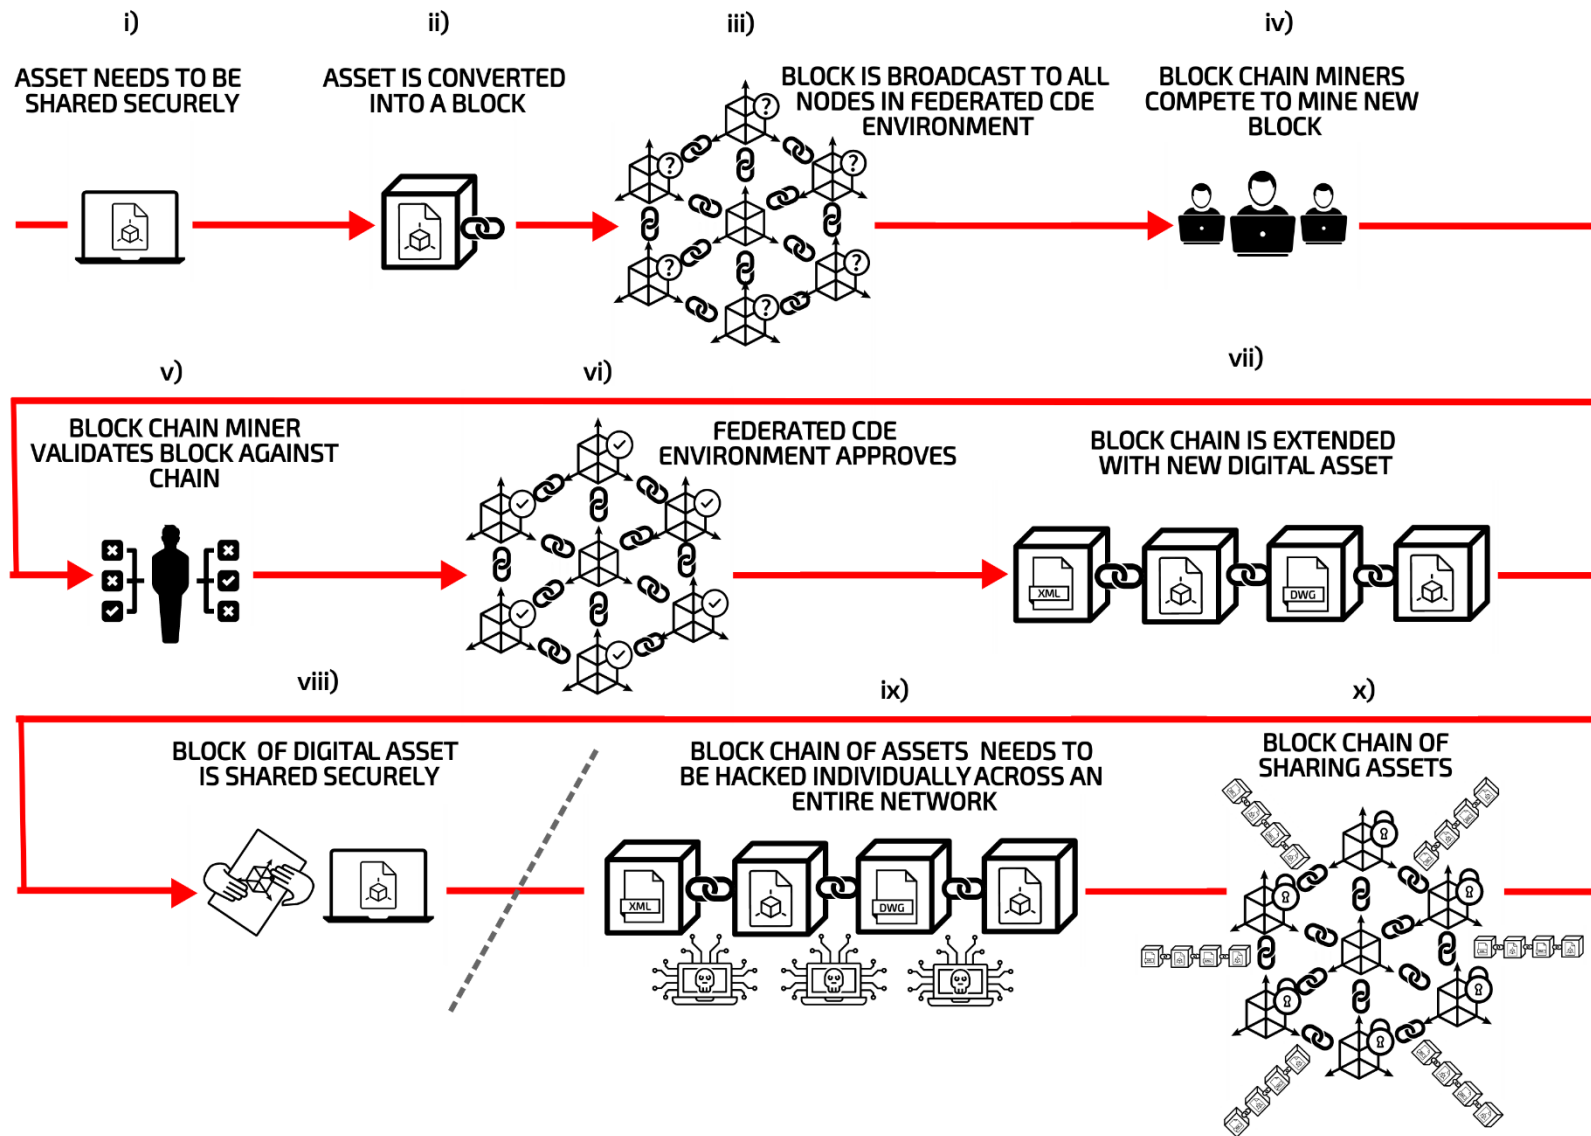 i)
ASSET NEEDS TO BE
SHARED SECURELY
ii)
ASSET IS CONVERTED
INTO A BLOCK
iii)
BLOCK IS BROADCAST TO ALL
NODES IN FEDERATED CDE
ENVIRONMENT
?
?
?
?
?
?
iv)
BLOCK CHAIN MINERS
COMPETE TO MINE NEW
BLOCK
v)
BLOCK CHAIN MINER
VALIDATES BLOCK AGAINST
CHAIN
vi)
FEDERATED CDE
ENVIRONMENT APPROVES
vii)
BLOCK CHAIN IS EXTENDED
WITH NEW DIGITAL ASSET
XML
DWG
viii)
BLOCK OF DIGITAL ASSET
IS SHARED SECURELY
ix)
BLOCK CHAIN OF ASSETS NEEDS TO
BE HACKED INDIVIDUALLY ACROSS AN
ENTIRE NETWORK
XML
DWG
x)
BLOCK CHAIN OF
SHARING ASSETS